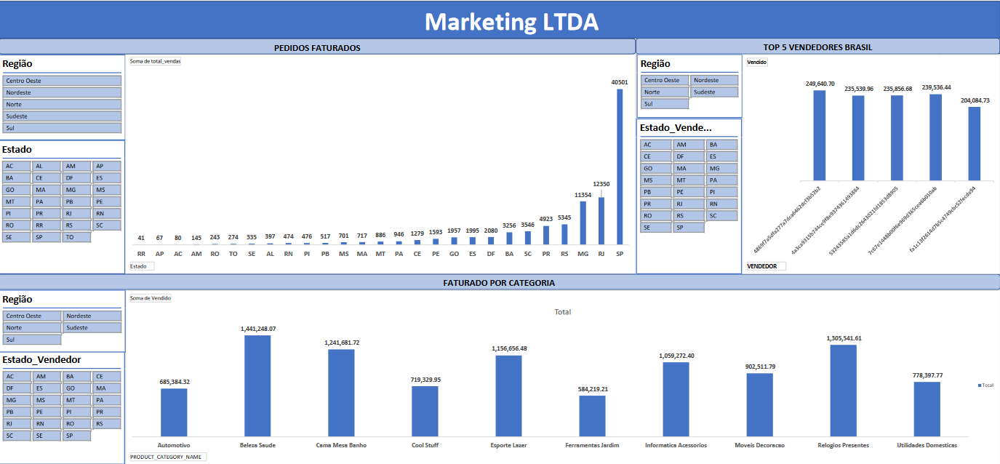 Marketing LTDA
PEDIDOS FATURADOS
TOP 5 VENDEDORES BRASIL
Região
Centro Oeste
Nordeste
Norte
Sudeste
Sul
Estado
AC AL AM AP
BA CE DF ES
GO MA MG MS
MT PA PB PE
PI PR RJ RN
RO RR RS SC
SE SP TO
Soma de total_vendas
41 67 80 145 243 274 335 397 474 476 517 701 717 886 946 1279 1593 1957 1995 2080 3256 3546 4923 5345 11354 12350 40501
RR AP AC AM RO TO SE AL RN PI PB MS MA MT PA CE PE GO ES DF BA SC PR RS MG RJ SP
Estado
Região
Centro Oeste Nordeste
Norte Sudeste
Sul
Estado_Vende...
AC AM BA
CE DF ES
GO MA MG
MS MT PA
PB PE PI
PR RJ RN
RO RS SC
SE SP
Vendido
249,640.70 235,539.96 235,856.68 239,536.44 204,084.73
4869f7a5dfa277a7dca6462dcf3b52b2
4a3ca9315b744ce9f8e9374361493884
53243585a1d6dc2643021fd1853d8905
7c67e1448b00f6e969d365cea6b010ab
fa1c13f2614d7b5c4749cbc52fecda94
VENDEDOR
FATURADO POR CATEGORIA
Região
Centro Oeste Nordeste
Norte Sudeste
Sul
Estado_Vendedor
AC AM BA CE
DF ES GO MA
MG MS MT PA
PB PE PI PR
RJ RN RO RS
SC SE SP
Soma de Vendido
Total
685,384.32 1,441,248.07 1,241,681.72 719,329.95 1,156,656.48 584,219.21 1,059,272.40 902,511.79 1,305,541.61 778,397.77
Automotivo Beleza Saude Cama Mesa Banho Cool Stuff Esporte Lazer Ferramentas Jardim Informatica Acessorios Moveis Decoracao Relogios Presentes Utilidades Domesticas
Total
PRODUCT_CATEGORY_NAME